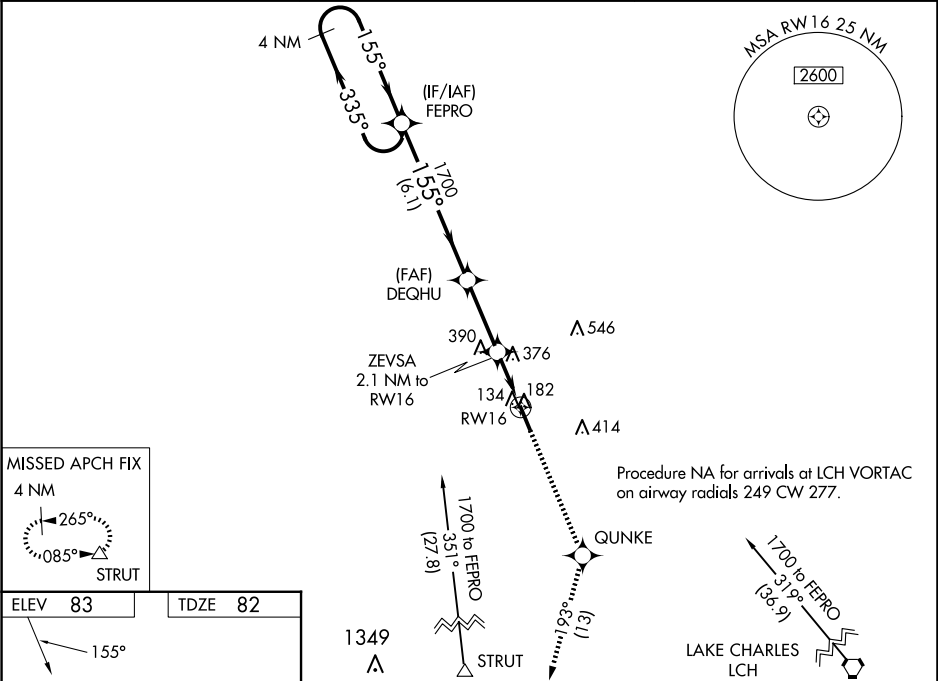 4 NM
155°
335°
(IF/IAF)
FEPRO
1700
155°
(6.1)
MSA RW16 25 NM
2600
(FAF)
DEQHU
546
390
376
ZEVSA
2.1 NM to
RW16
134
182
RW16
414
MISSED APCH FIX
4 NM
265°
085°
STRUT
Procedure NA for arrivals at LCH VORTAC
on airway radials 249 CW 277.
1700 to FEPRO
351°
(27.8)
QUNKE
193°
(13)
1700 to FEPRO
319°
(36.9)
ELEV 83
TDZE 82
155°
1349
STRUT
LAKE CHARLES
LCH